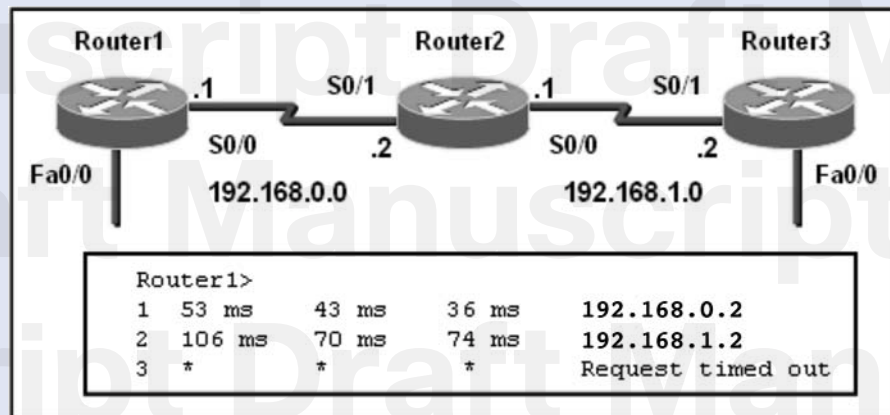 Router1 Router2 Router3
.1 S0/1 .1 S0/1
S0/0 .2 S0/0 .2
Fa0/0 Fa0/0
192.168.0.0 192.168.1.0
Router1>
1 53 ms 43 ms 36 ms 192.168.0.2
2 106 ms 70 ms 74 ms 192.168.1.2
3 * * * Request timed out